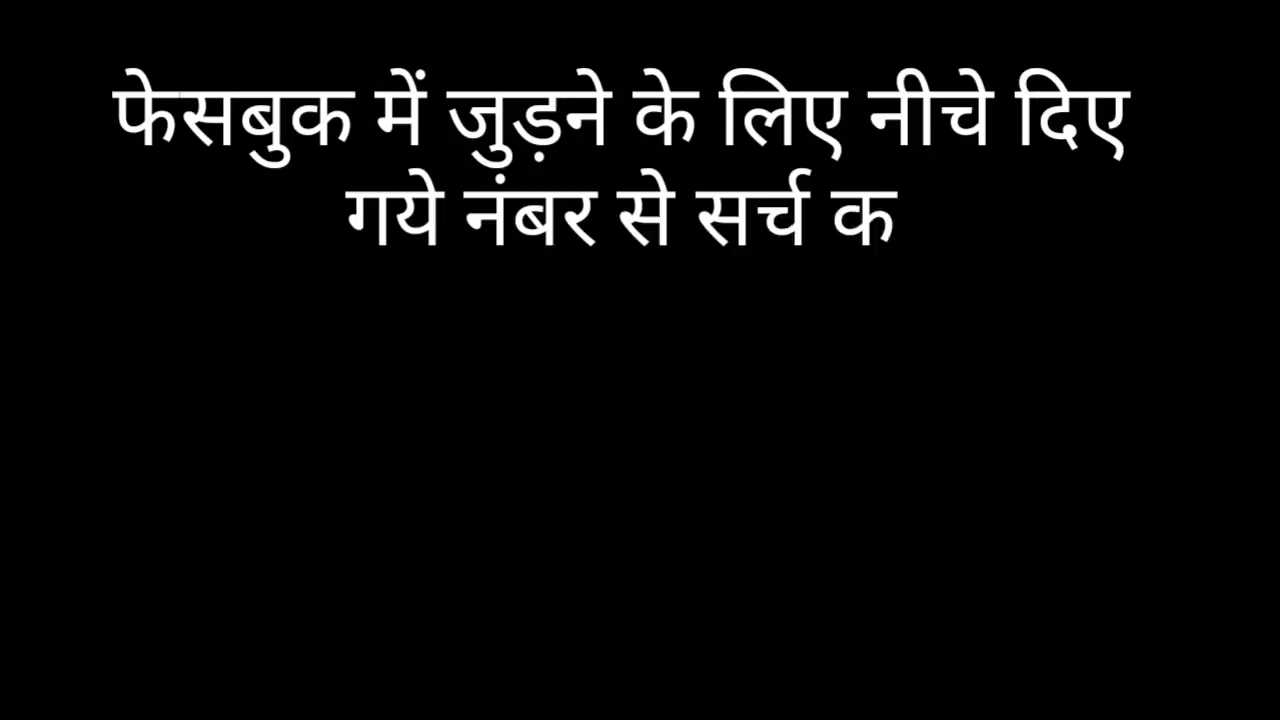 फेसबुक में जुड़ने के लिए नीचे दिए
गये नंबर से सर्च क